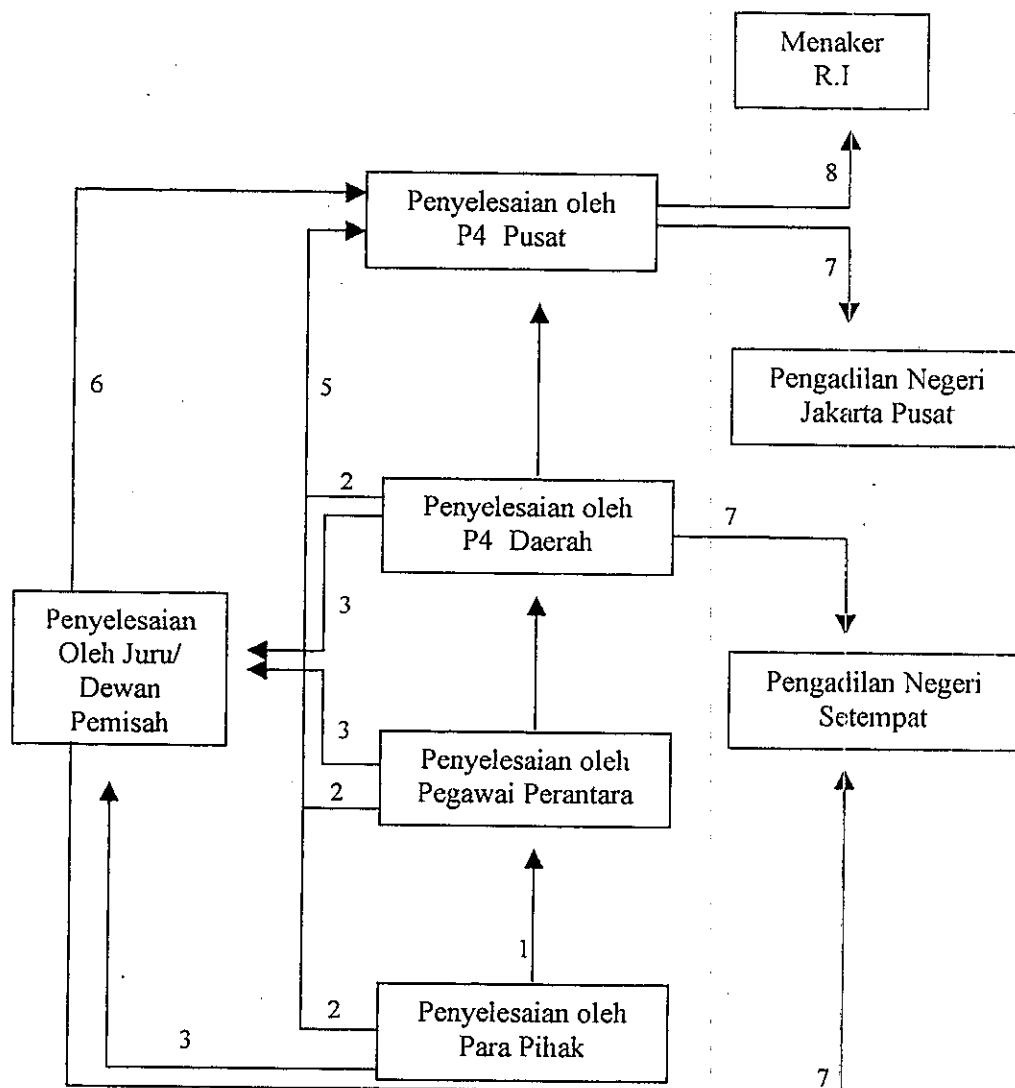 Menaker
R.I
8
Penyelesaian oleh
P4 Pusat
7
6
5
Pengadilan Negeri
Jakarta Pusat
2
Penyelesaian oleh
P4 Daerah
7
3
Penyelesaian
Oleh Juru/
Dewan
Pemisah
Pengadilan Negeri
Setempat
3
Penyelesaian oleh
Pegawai Perantara
2
1
2
Penyelesaian oleh
Para Pihak
3
7